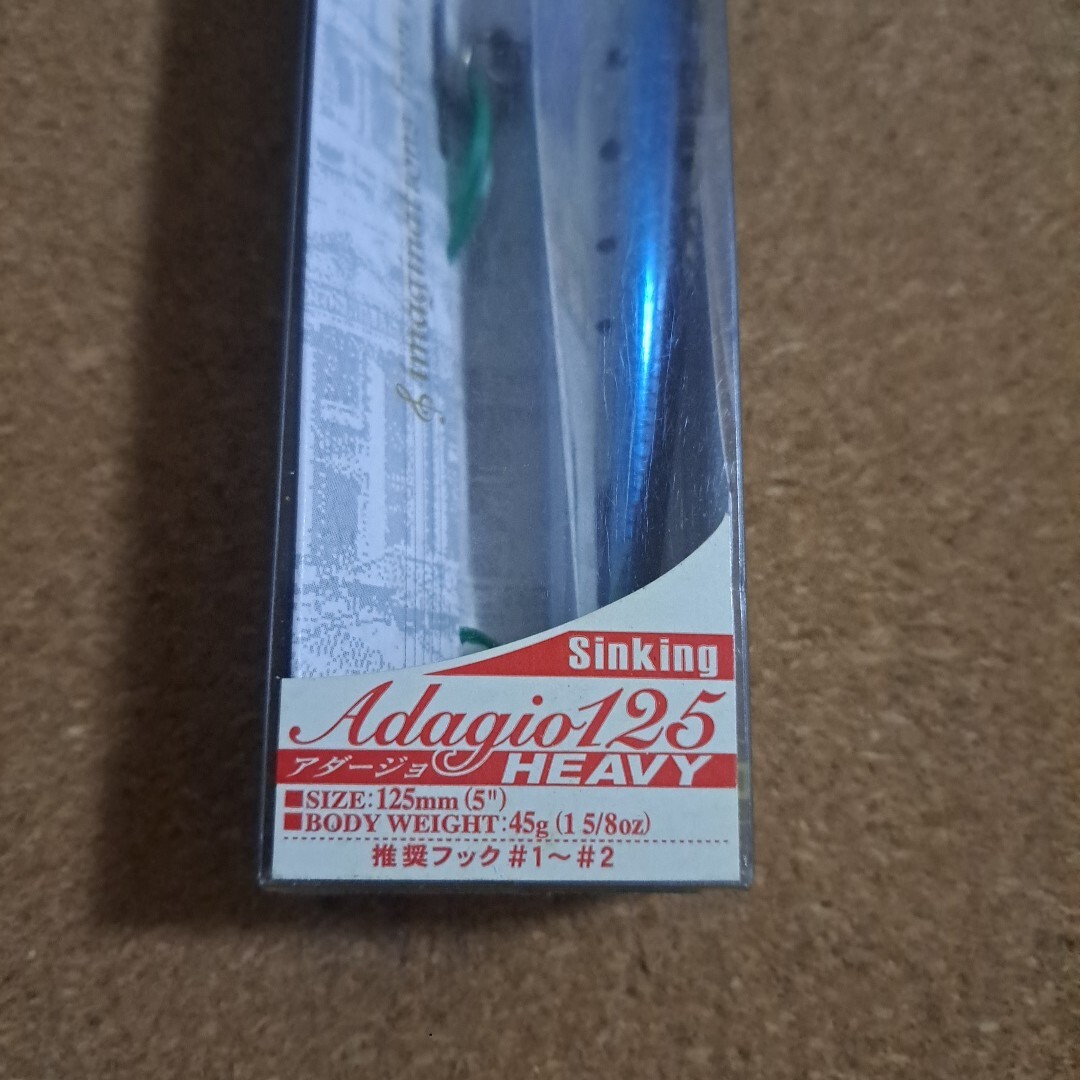 Sinking
Adagio125
アダージョ HEAVY
■SIZE:125mm (5")
■BODY WEIGHT:45g (1 5/8oz)
推奨フック #1〜#2